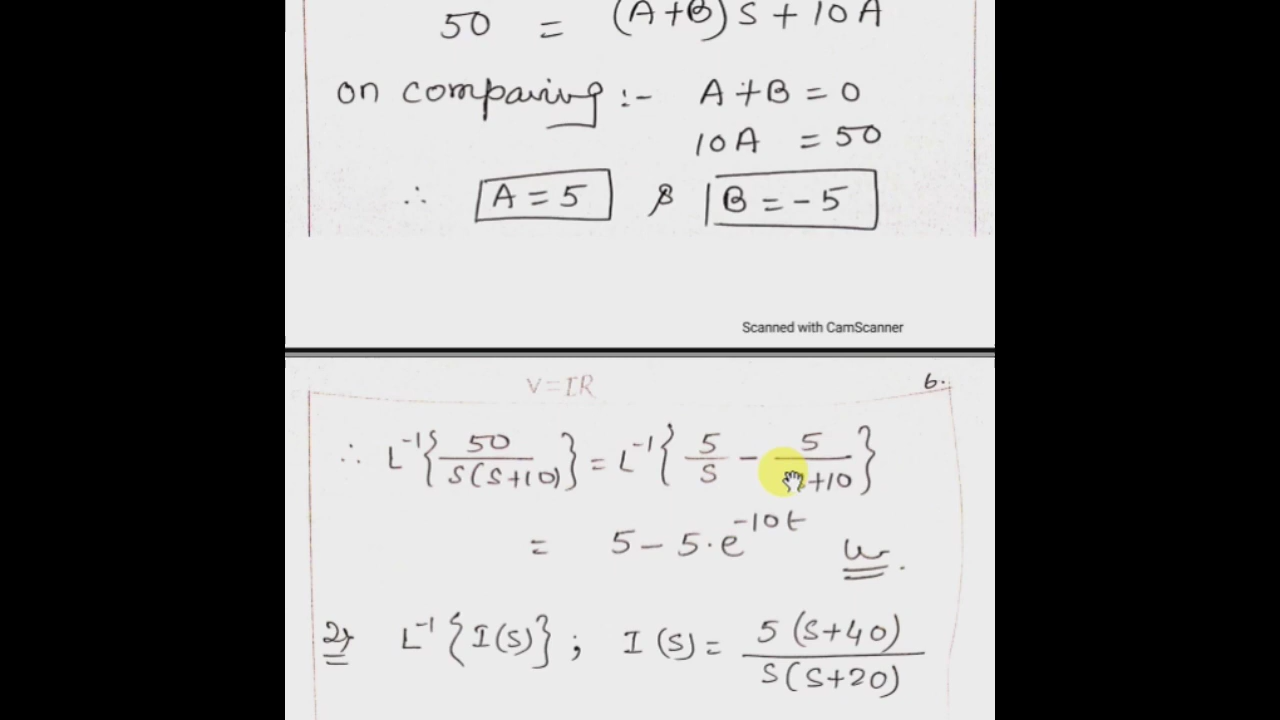 50 = (A+B)S + 10A
on comparing :- A+B = 0
10A = 50
∴ A = 5 & B = -5
Scanned with CamScanner
V=IR
6.
∴ L⁻¹{50/S(S+10)} = L⁻¹{5/S - 5/ +10}
= 5 - 5.e^-10t
2) L⁻¹{I(S)} ; I(S) = 5(S+40)/S(S+20)